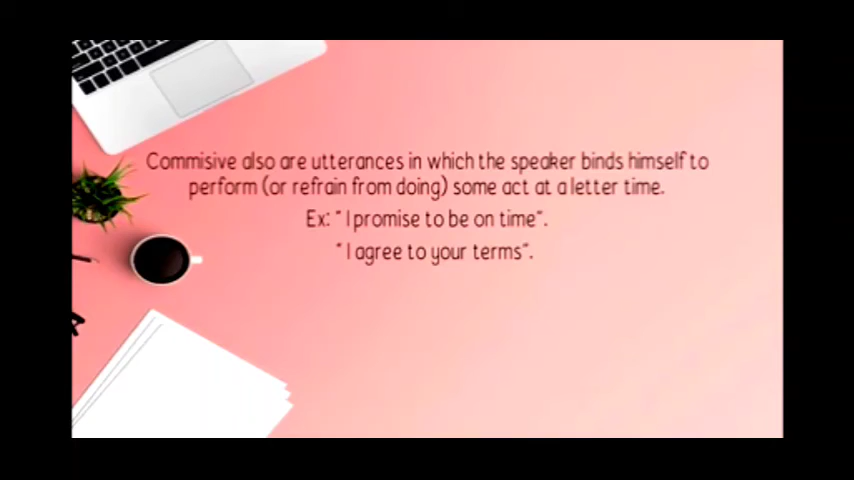 Commisive also are utterances in which the speaker binds himself to
perform (or refrain from doing) some act at a letter time.
Ex: " I promise to be on time".
" I agree to your terms".